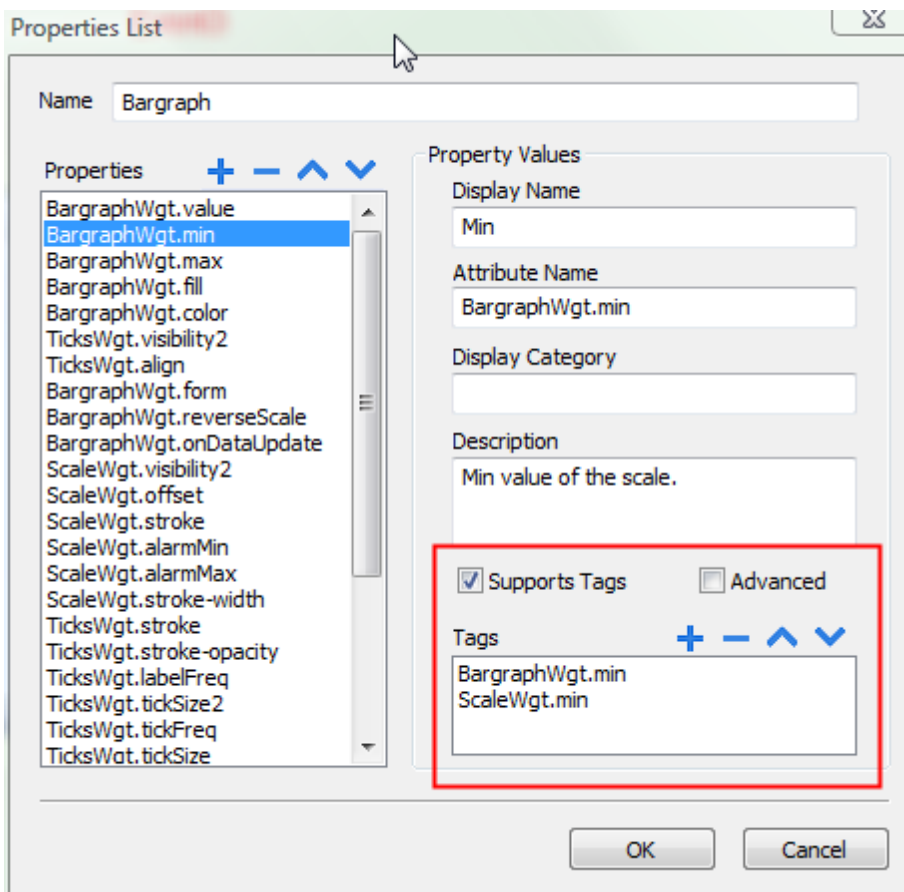 Properties List
Name Bargraph
Properties
BargraphWgt.value
BargraphWgt.min
BargraphWgt.max
BargraphWgt.fill
BargraphWgt.color
TicksWgt.visibility2
TicksWgt.align
BargraphWgt.form
BargraphWgt.reverseScale
BargraphWgt.onDataUpdate
ScaleWgt.visibility2
ScaleWgt.offset
ScaleWgt.stroke
ScaleWgt.alarmMin
ScaleWgt.alarmMax
ScaleWgt.stroke-width
TicksWgt.stroke
TicksWgt.stroke-opacity
TicksWgt.labelFreq
TicksWgt.tickSize2
TicksWgt.tickFreq
TicksWgt.tickSize
Property Values
Display Name
Min
Attribute Name
BargraphWgt.min
Display Category
Description
Min value of the scale.
Supports Tags Advanced
Tags
BargraphWgt.min
ScaleWgt.min
OK Cancel